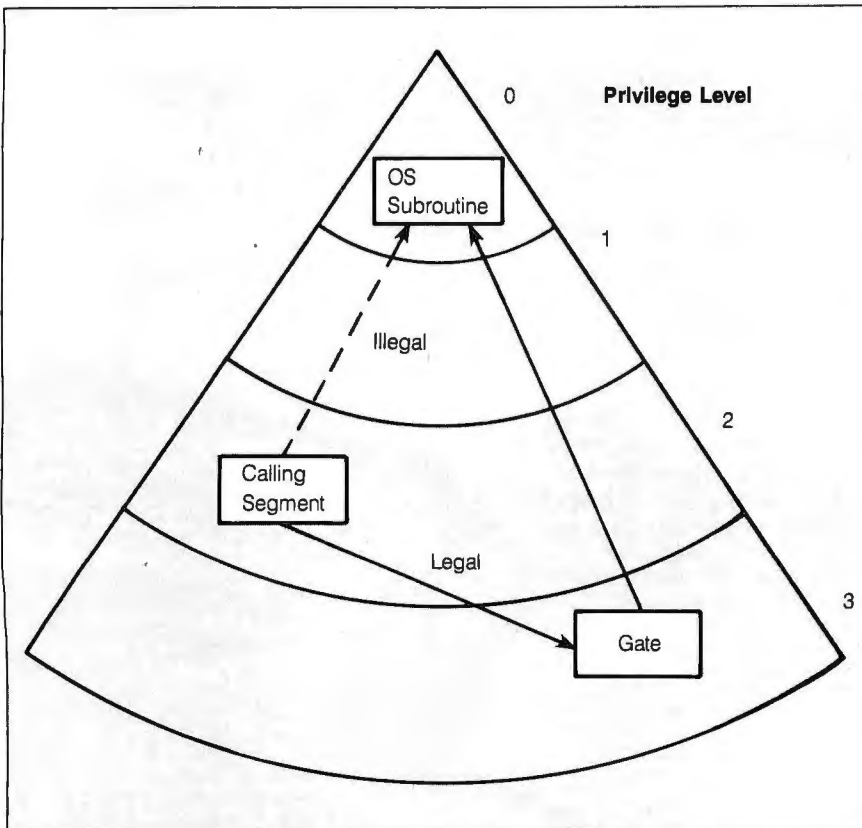 0
Privilege Level
OS
Subroutine
1
Illegal
2
Calling
Segment
Legal
3
Gate